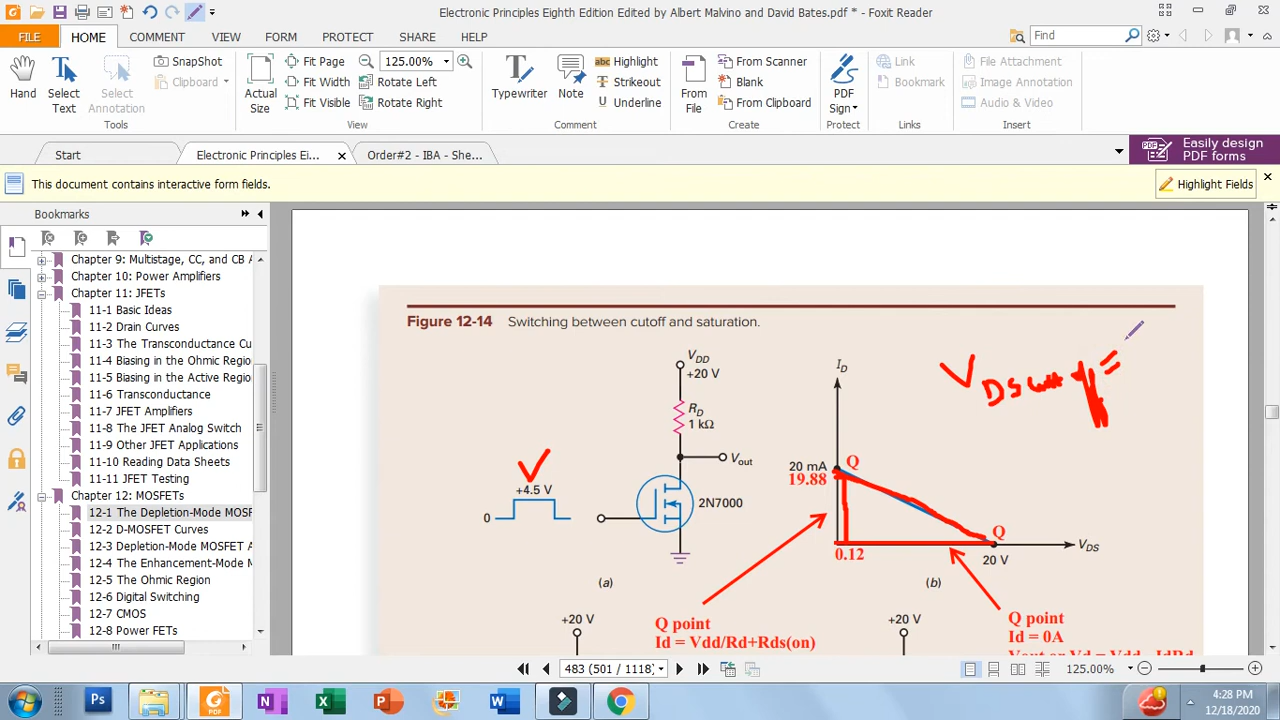 Electronic Principles Eighth Edition Edited by Albert Malvino and David Bates.pdf * - Foxit Reader
FILE HOME COMMENT VIEW FORM PROTECT SHARE HELP
Find
Hand
Select Text
Select Annotation
SnapShot
Clipboard
Tools
Actual Size
Fit Page
Fit Width
Fit Visible
125.00%
Rotate Left
Rotate Right
View
Typewriter
Note
Highlight
Strikeout
Underline
Comment
From File
From Scanner
Blank
From Clipboard
Create
PDF Sign
Protect
Link
Bookmark
Links
File Attachment
Image Annotation
Audio & Video
Insert
Start
Electronic Principles Ei...
Order#2 - IBA - She...
Easily design PDF forms
This document contains interactive form fields.
Highlight Fields
Bookmarks
Chapter 9: Multistage, CC, and CB A
Chapter 10: Power Amplifiers
Chapter 11: JFETs
11-1 Basic Ideas
11-2 Drain Curves
11-3 The Transconductance Cu
11-4 Biasing in the Ohmic Region
11-5 Biasing in the Active Region
11-6 Transconductance
11-7 JFET Amplifiers
11-8 The JFET Analog Switch
11-9 Other JFET Applications
11-10 Reading Data Sheets
11-11 JFET Testing
Chapter 12: MOSFETs
12-1 The Depletion-Mode MOSF
12-2 D-MOSFET Curves
12-3 Depletion-Mode MOSFET A
12-4 The Enhancement-Mode M
12-5 The Ohmic Region
12-6 Digital Switching
12-7 CMOS
12-8 Power FETs
Figure 12-14 Switching between cutoff and saturation.
VDD
+20 V
RD
1 kΩ
Vout
+4.5 V
0
2N7000
(a)
ID
20 mA
19.88
Q
Q
0.12
20 V
VDS
(b)
VDS =
+20 V
+20 V
Q point
Id = Vdd/Rd+Rds(on)
Q point
Id = 0A
Vout or Vd = Vdd - IdRd
483 (501 / 1118)
125.00%
4:28 PM
12/18/2020